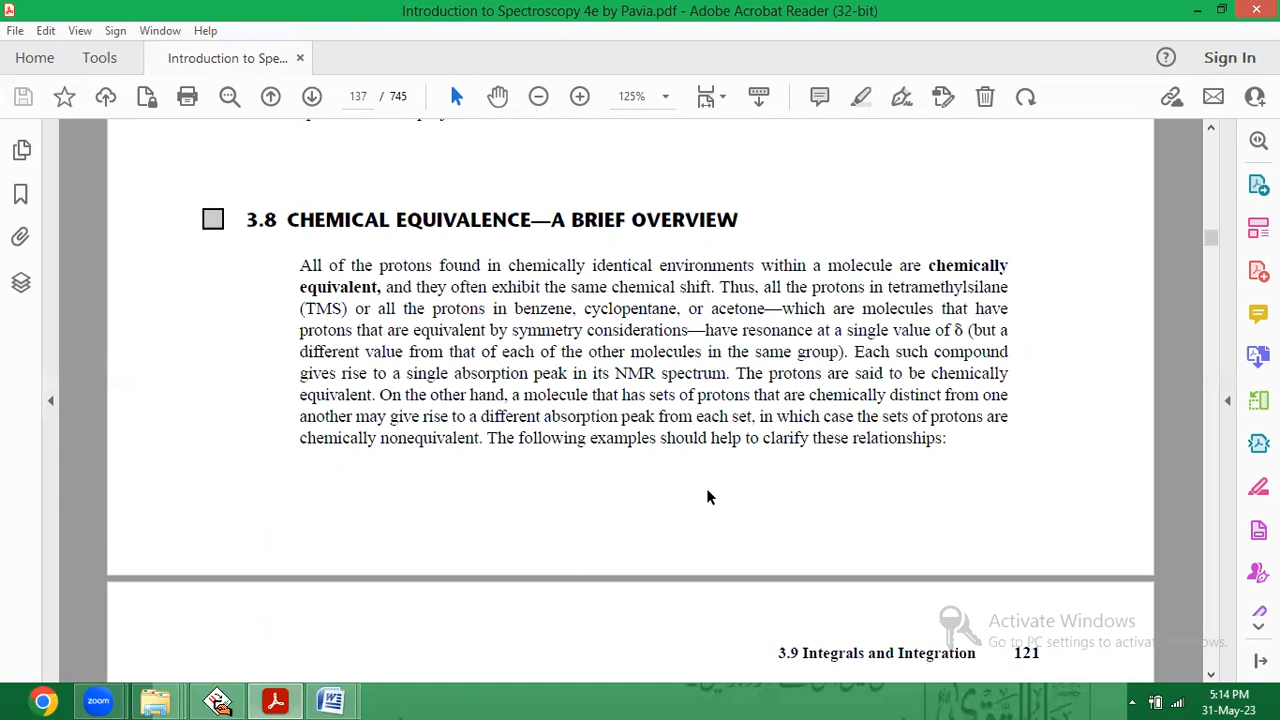 Introduction to Spectroscopy 4e by Pavia.pdf - Adobe Acrobat Reader (32-bit)
File Edit View Sign Window Help
Home Tools Introduction to Spe... × Sign In
137 / 745 125%
3.8 CHEMICAL EQUIVALENCE—A BRIEF OVERVIEW
All of the protons found in chemically identical environments within a molecule are chemically
equivalent, and they often exhibit the same chemical shift. Thus, all the protons in tetramethylsilane
(TMS) or all the protons in benzene, cyclopentane, or acetone—which are molecules that have
protons that are equivalent by symmetry considerations—have resonance at a single value of δ (but a
different value from that of each of the other molecules in the same group). Each such compound
gives rise to a single absorption peak in its NMR spectrum. The protons are said to be chemically
equivalent. On the other hand, a molecule that has sets of protons that are chemically distinct from one
another may give rise to a different absorption peak from each set, in which case the sets of protons are
chemically nonequivalent. The following examples should help to clarify these relationships:
Activate Windows
Go to PC settings to activate Windows.
3.9 Integrals and Integration 121
zoom
5:14 PM
31-May-23